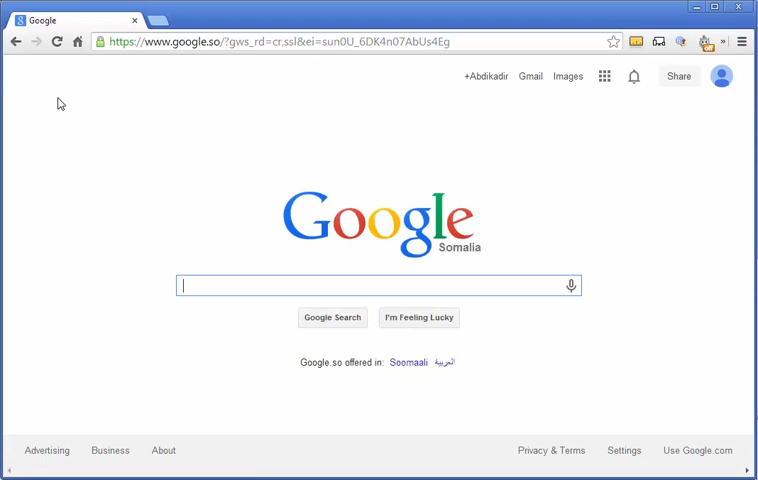 Google
https://www.google.so/?gws_rd=cr,ssl&ei=sun0U_6DK4n07AbUs4Eg
off
+Abdikadir Gmail Images Share
Google
Somalia
Google Search I'm Feeling Lucky
Google.so offered in: Soomaali العربية
Advertising Business About Privacy & Terms Settings Use Google.com